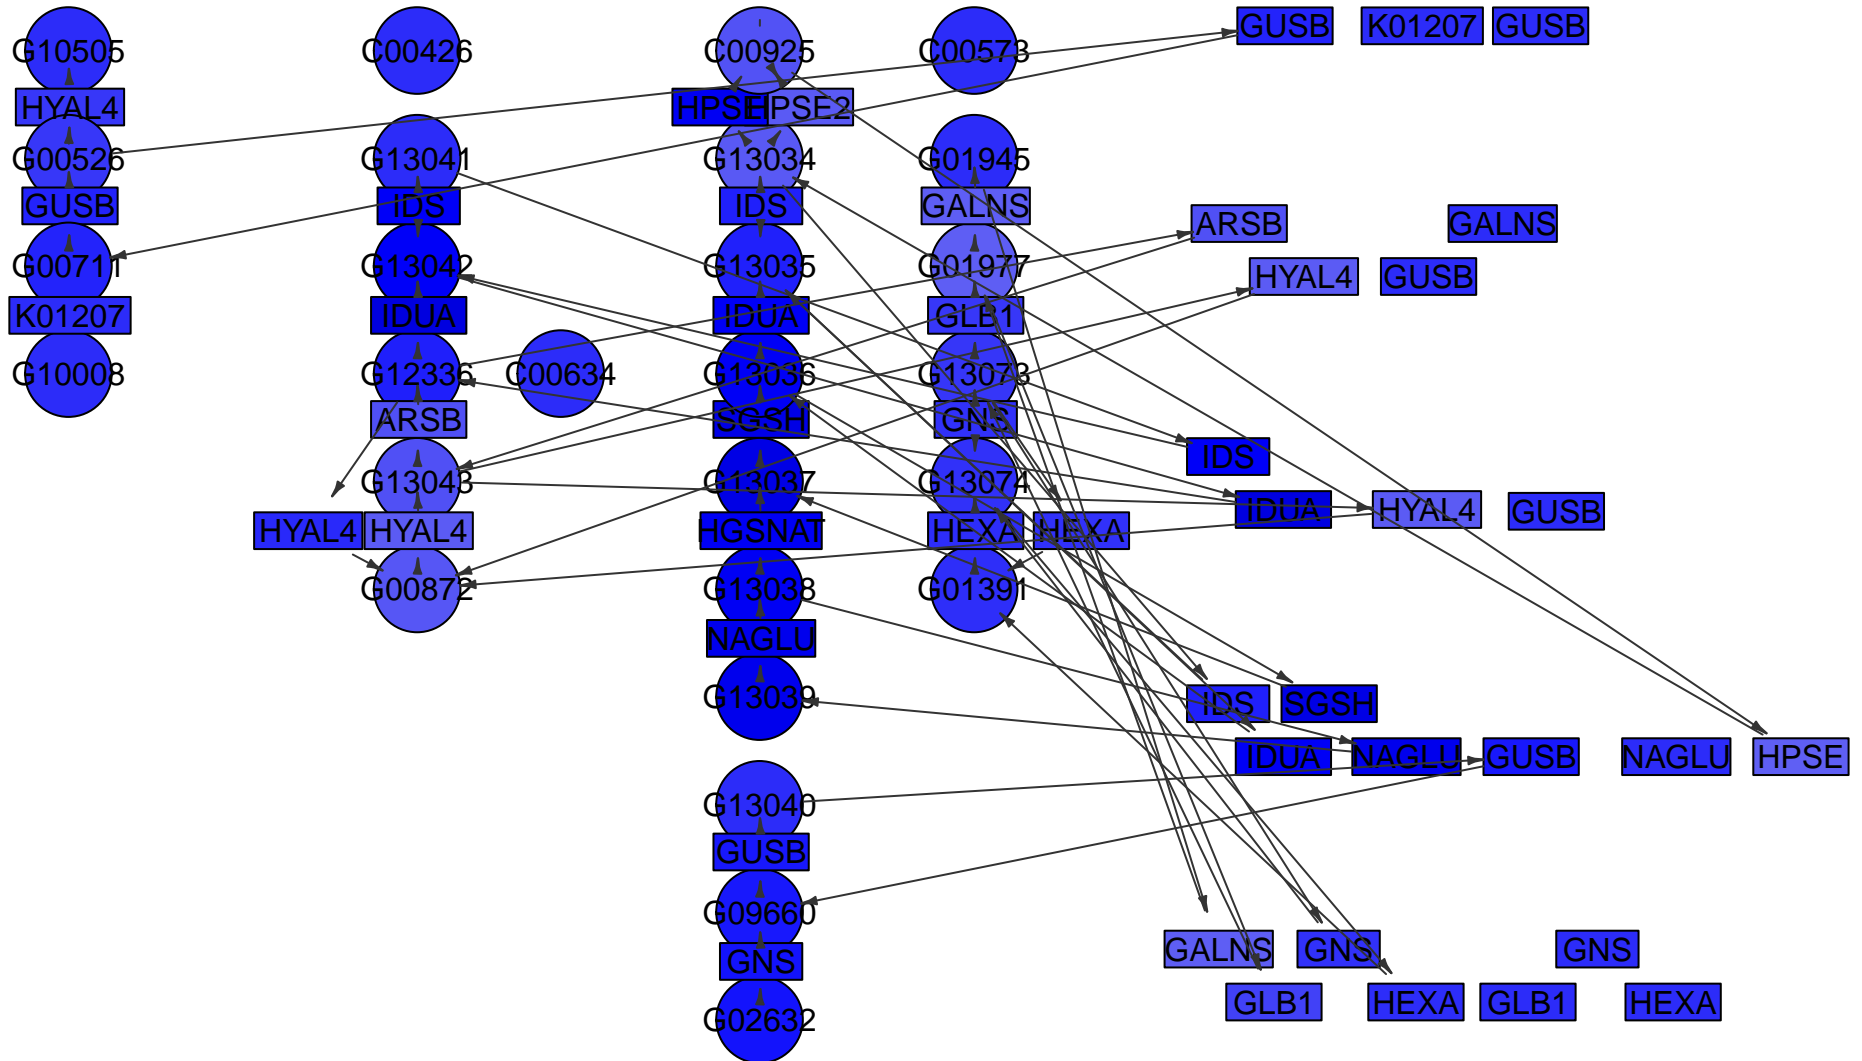 G10505
C00426
C00925
C00573
GUSB
K01207
GUSB
HYAL4
HPSE
HPSE2
G00526
G13041
G13034
G01945
GUSB
IDS
IDS
GALNS
ARSB
GALNS
G00711
G13042
G13035
G01977
HYAL4
GUSB
K01207
IDUA
IDUA
GLB1
G10008
G12336
C00634
G13036
G13073
ARSB
SGSH
GNS
IDS
G13043
G13037
G13074
IDUA
HYAL4
GUSB
HYAL4
HYAL4
HGSNAT
HEXA
HEXA
G00872
G13038
G01391
NAGLU
G13039
IDS
SGSH
IDUA
NAGLU
GUSB
NAGLU
HPSE
G13040
GUSB
G09660
GNS
GALNS
GNS
GNS
G02632
GLB1
HEXA
GLB1
HEXA